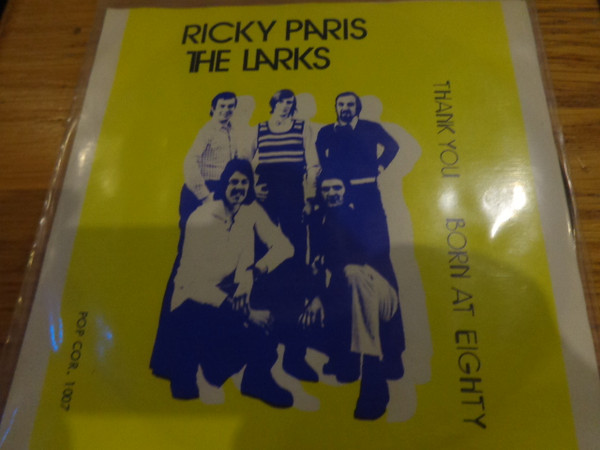 RICKY PARIS
THE LARKS
THANK YOU BORN AT EIGHTY
POP COR. 1007